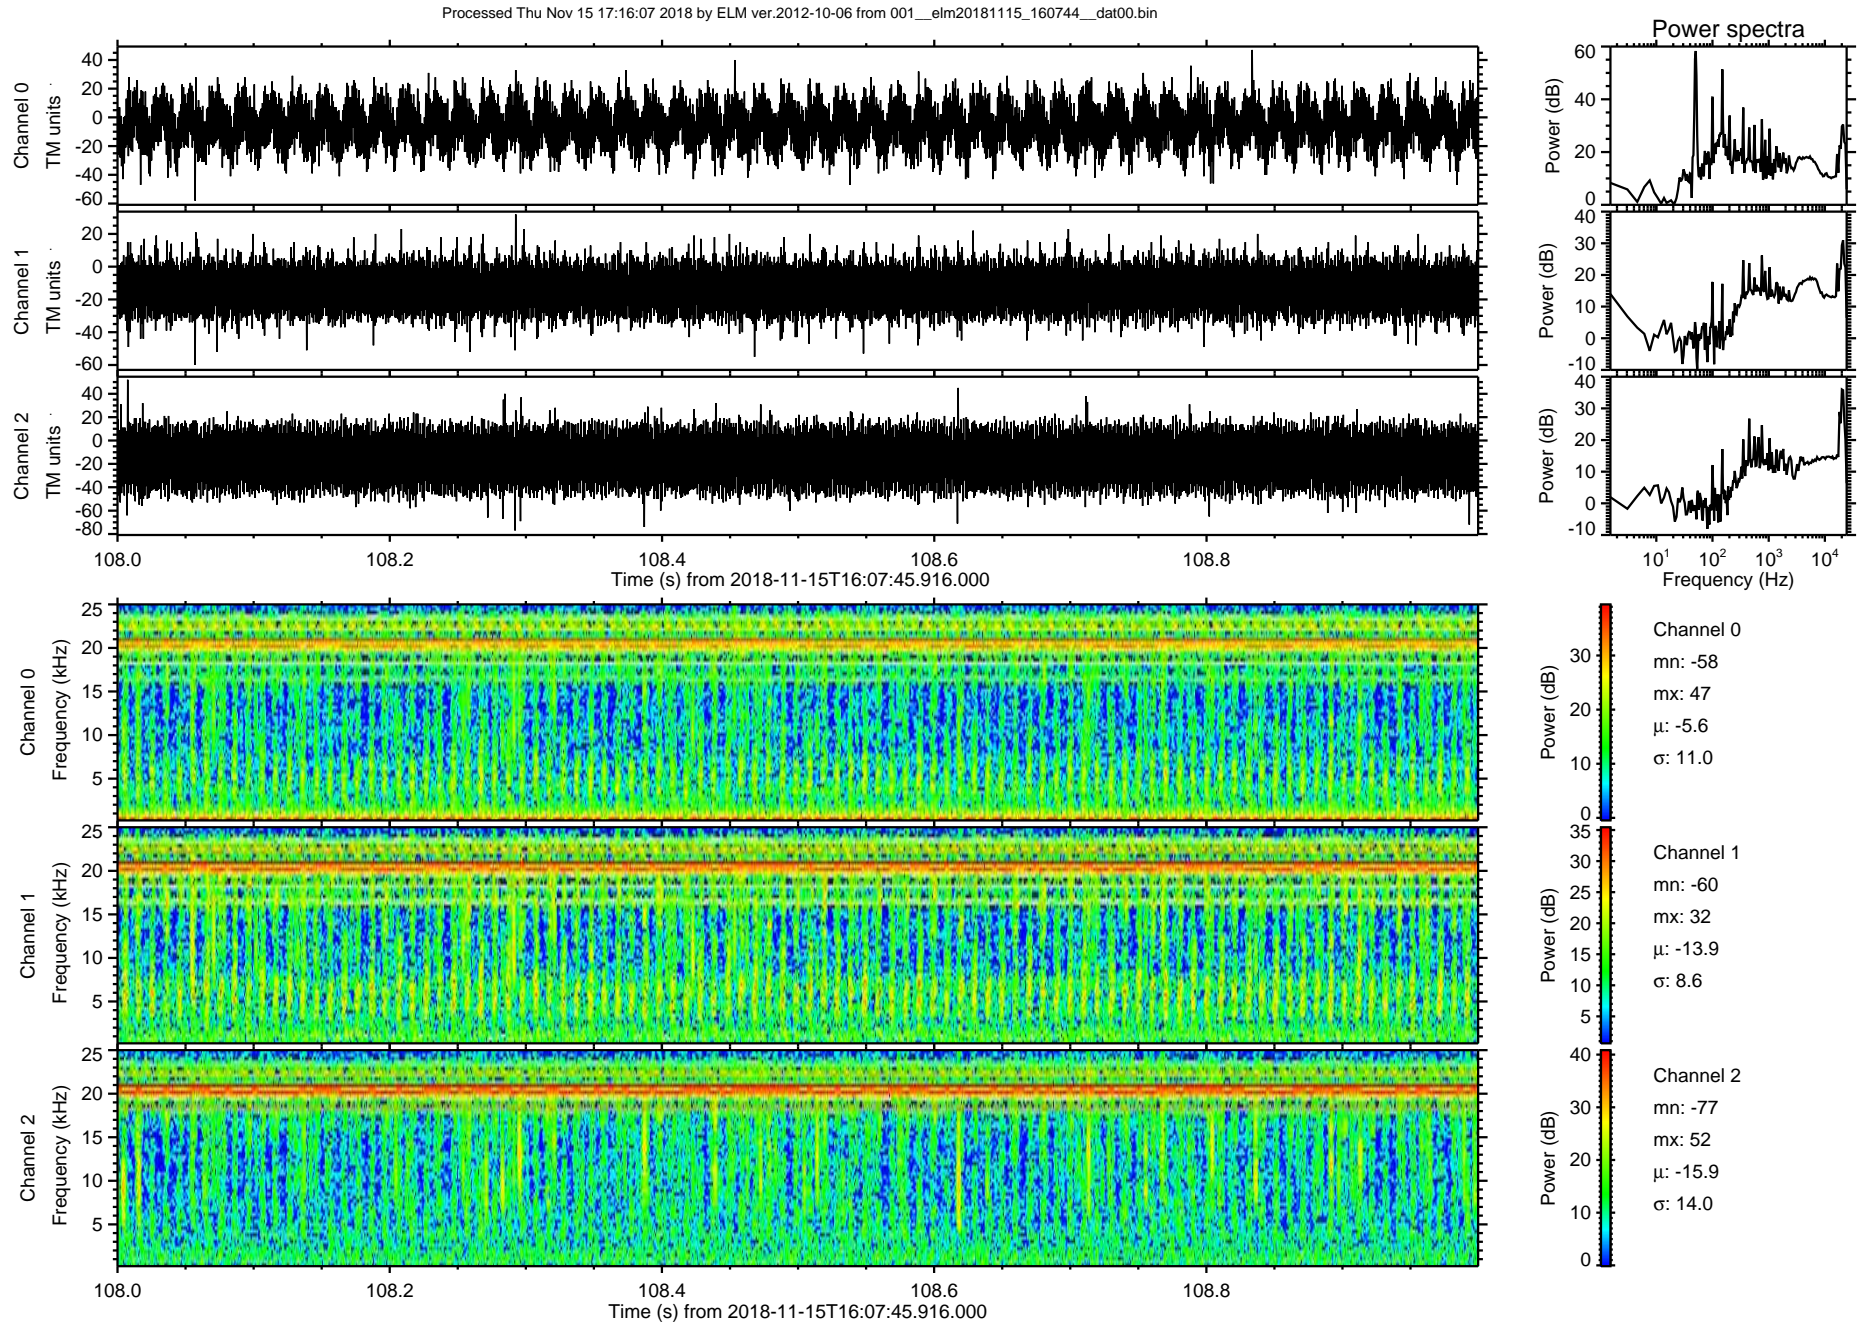 Processed Thu Nov 15 17:16:07 2018 by ELM ver.2012-10-06 from 001__elm20181115_160744__dat00.bin
Power spectra
Channel 0
TM units
40
20
0
-20
-40
-60
Power (dB)
60
40
20
0
Channel 1
TM units
20
0
-20
-40
-60
Power (dB)
40
30
20
10
0
-10
Channel 2
TM units
40
20
0
-20
-40
-60
-80
Power (dB)
40
30
20
10
0
-10
108.0 108.2 108.4 108.6 108.8
Time (s) from 2018-11-15T16:07:45.916.000
10^1 10^2 10^3 10^4
Frequency (Hz)
Channel 0
Frequency (kHz)
25
20
15
10
5
Power (dB)
30
20
10
0
Channel 0
mn: -58
mx: 47
μ: -5.6
σ: 11.0
Channel 1
Frequency (kHz)
25
20
15
10
5
Power (dB)
35
30
25
20
15
10
5
Channel 1
mn: -60
mx: 32
μ: -13.9
σ: 8.6
Channel 2
Frequency (kHz)
25
20
15
10
5
Power (dB)
40
30
20
10
0
Channel 2
mn: -77
mx: 52
μ: -15.9
σ: 14.0
108.0 108.2 108.4 108.6 108.8
Time (s) from 2018-11-15T16:07:45.916.000